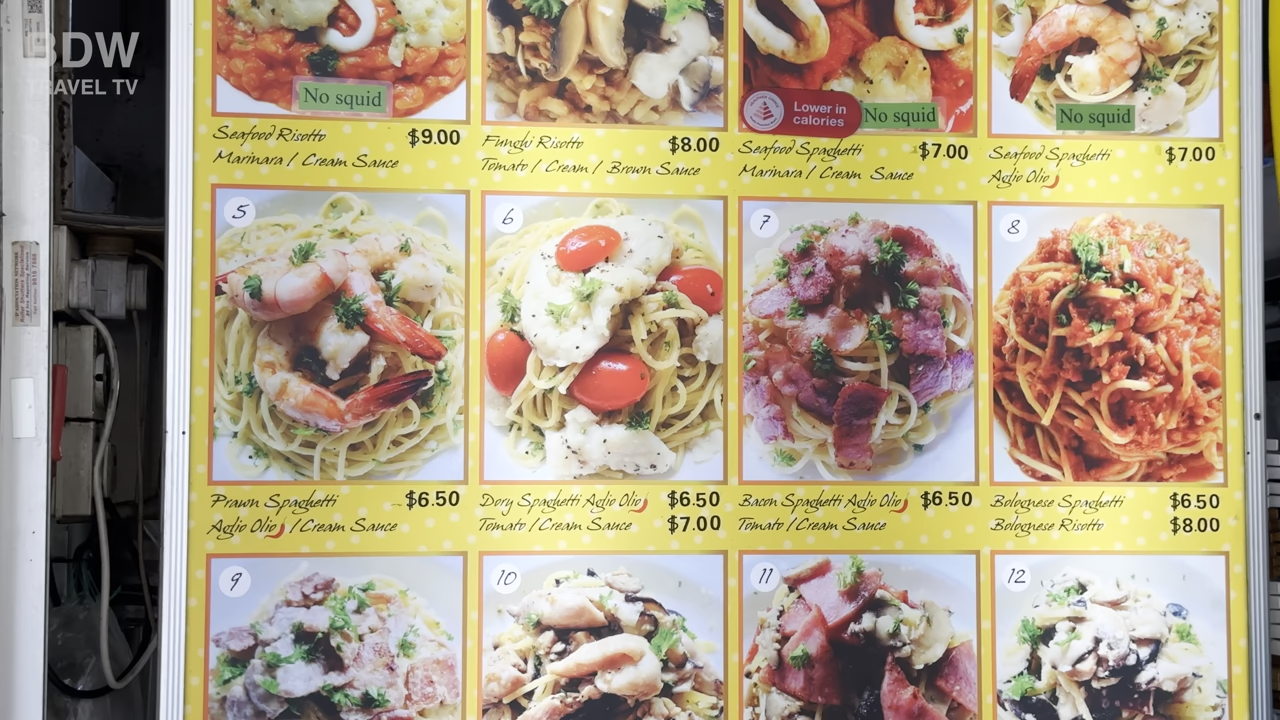 BDW
TRAVEL TV
No squid
Lower in
calories
No squid
No squid
Seafood Risotto $9.00
Marinara / Cream Sauce
Funghi Risotto $8.00
Tomato / Cream / Brown Sauce
Seafood Spaghetti $7.00
Marinara / Cream Sauce
Seafood Spaghetti $7.00
Aglio Olio
5
6
7
8
Prawn Spaghetti $6.50
Aglio Olio / Cream Sauce
Dory Spaghetti Aglio Olio $6.50
Tomato / Cream Sauce $7.00
Bacon Spaghetti Aglio Olio $6.50
Tomato / Cream Sauce
Bolognese Spaghetti $6.50
Bolognese Risotto $8.00
9
10
11
12